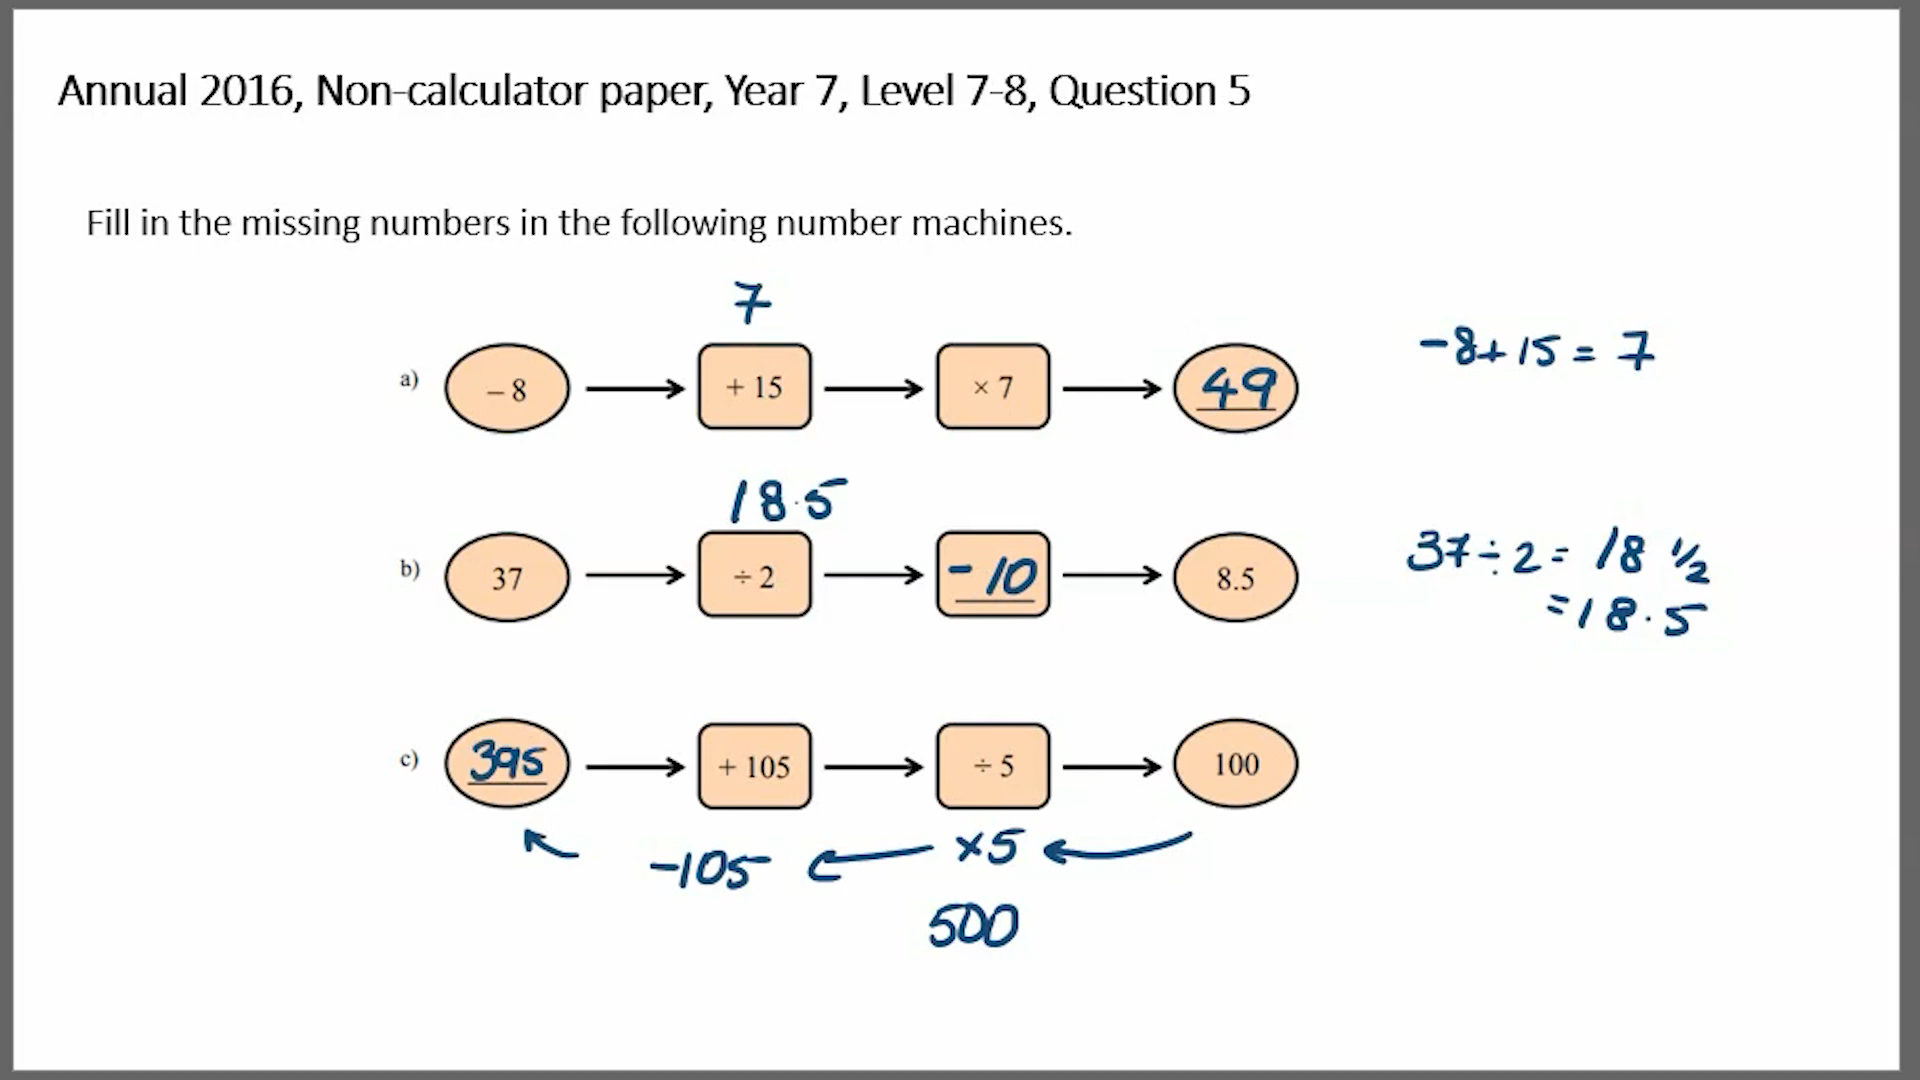 Annual 2016, Non-calculator paper, Year 7, Level 7-8, Question 5
Fill in the missing numbers in the following number machines.
7
a) – 8 + 15 × 7 49
-8+15 = 7
18.5
b) 37 ÷ 2 -10 8.5
37÷2 = 18 ½
=18.5
c) 395 + 105 ÷ 5 100
-105 ×5
500